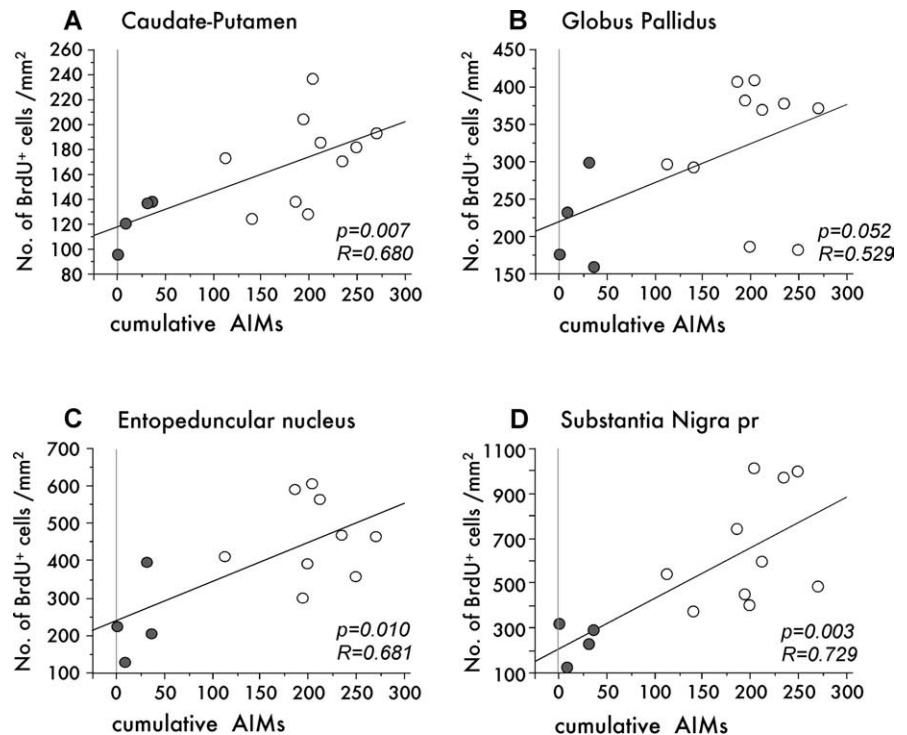 A Caudate-Putamen
No. of BrdU⁺ cells /mm²
260
240
220
200
180
160
140
120
100
80
p=0.007
R=0.680
0 50 100 150 200 250 300
cumulative AIMs
B Globus Pallidus
No. of BrdU⁺ cells /mm²
450
400
350
300
250
200
150
p=0.052
R=0.529
0 50 100 150 200 250 300
cumulative AIMs
C Entopeduncular nucleus
No. of BrdU⁺ cells /mm²
700
600
500
400
300
200
100
p=0.010
R=0.681
0 50 100 150 200 250 300
cumulative AIMs
D Substantia Nigra pr
No. of BrdU⁺ cells /mm²
1100
900
700
500
300
100
p=0.003
R=0.729
0 50 100 150 200 250 300
cumulative AIMs